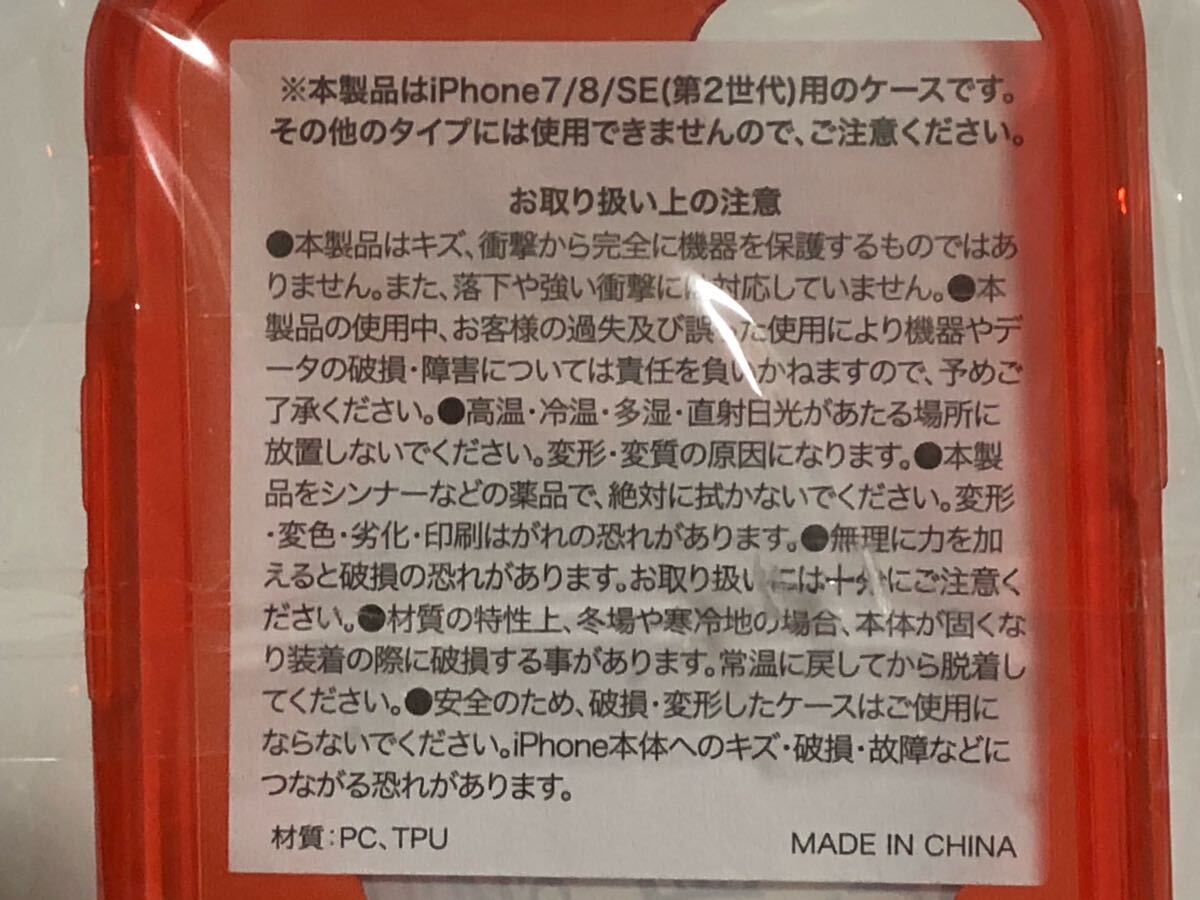 ※本製品はiPhone7/8/SE(第2世代)用のケースです。
その他のタイプには使用できませんので、ご注意ください。
お取り扱い上の注意
●本製品はキズ、衝撃から完全に機器を保護するものではあ
りません。また、落下や強い衝撃には対応していません。●本
製品の使用中、お客様の過失及び誤った使用により機器やデ
ータの破損・障害については責任を負いかねますので、予めご
了承ください。●高温・冷温・多湿・直射日光があたる場所に
放置しないでください。変形・変質の原因になります。●本製
品をシンナーなどの薬品で、絶対に拭かないでください。変形
・変色・劣化・印刷はがれの恐れがあります。●無理に力を加
えると破損の恐れがあります。お取り扱いには十分にご注意く
ださい。●材質の特性上、冬場や寒冷地の場合、本体が固くな
り装着の際に破損する事があります。常温に戻してから脱着し
てください。●安全のため、破損・変形したケースはご使用に
ならないでください。iPhone本体へのキズ・破損・故障などに
つながる恐れがあります。
材質：PC、TPU
MADE IN CHINA